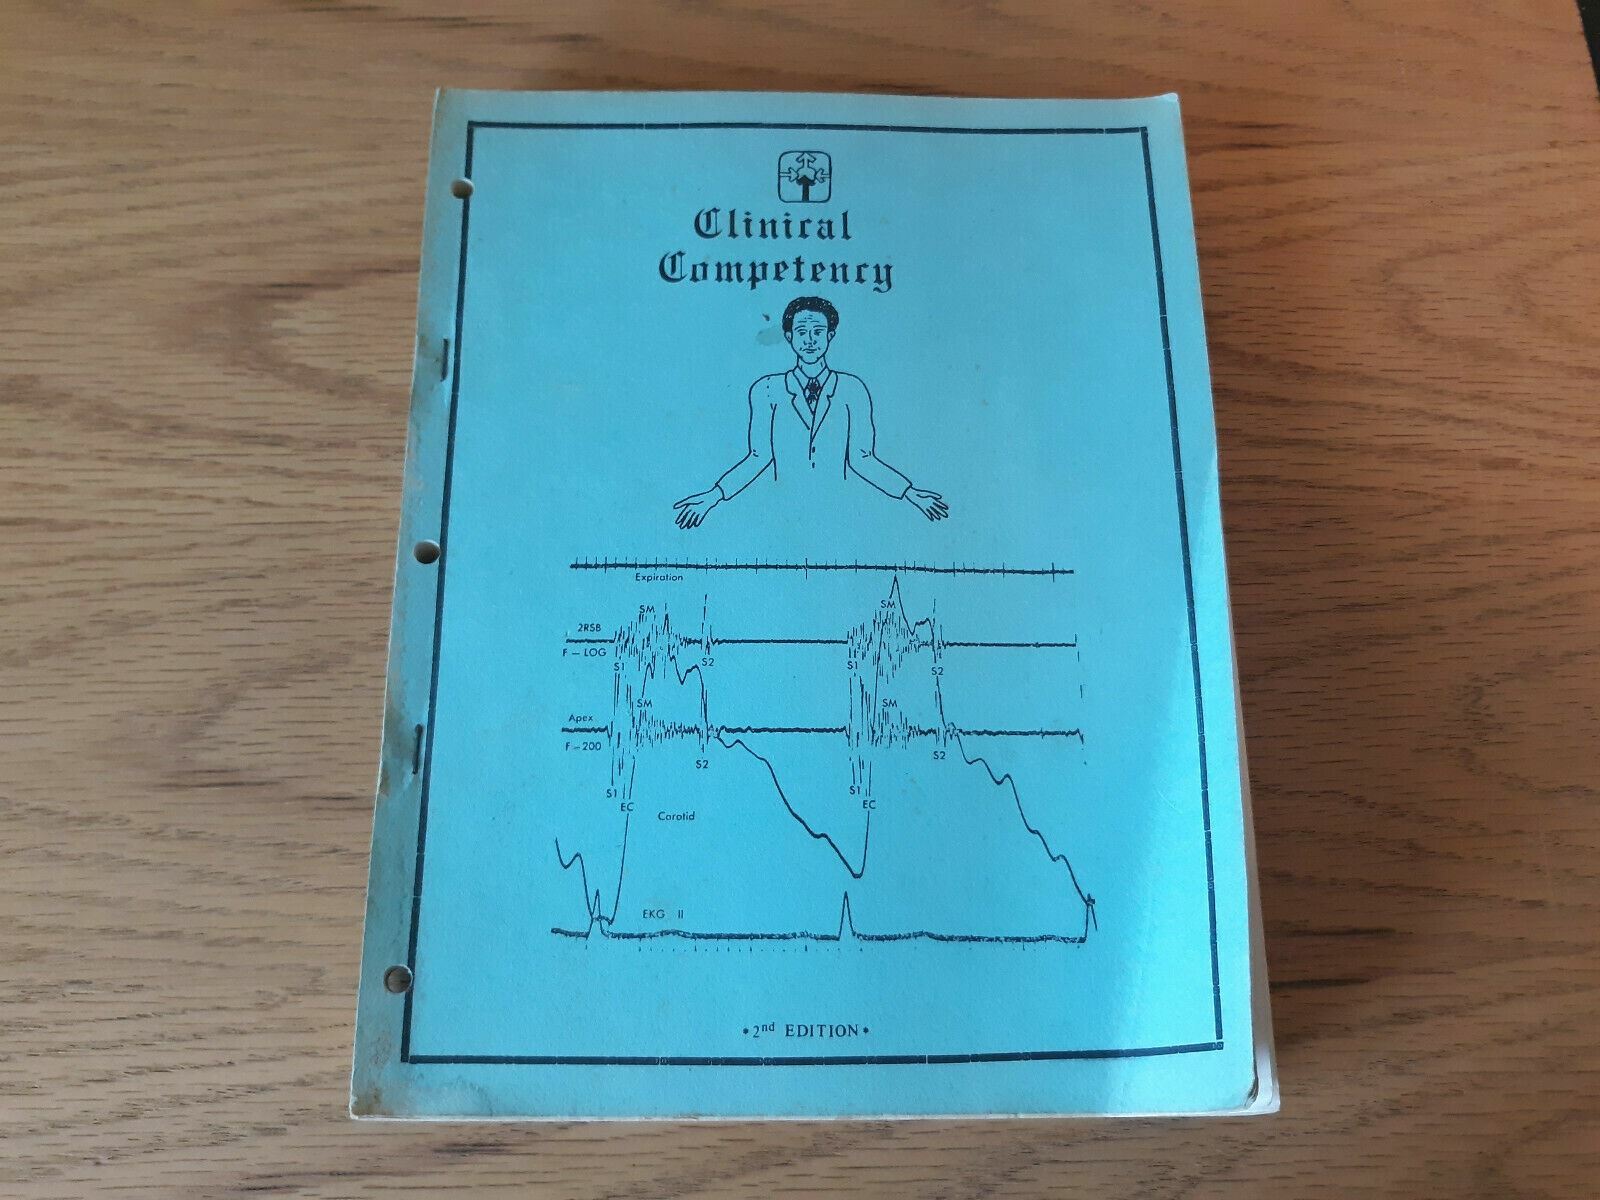 Clinical
Competency
Expiration
SM SM
2RSB
F - LOG
S1 S2 S1 S2
SM SM
Apex
F - 200
S2 S2
S1 S1
EC EC
Carotid
EKG II
*2nd EDITION*